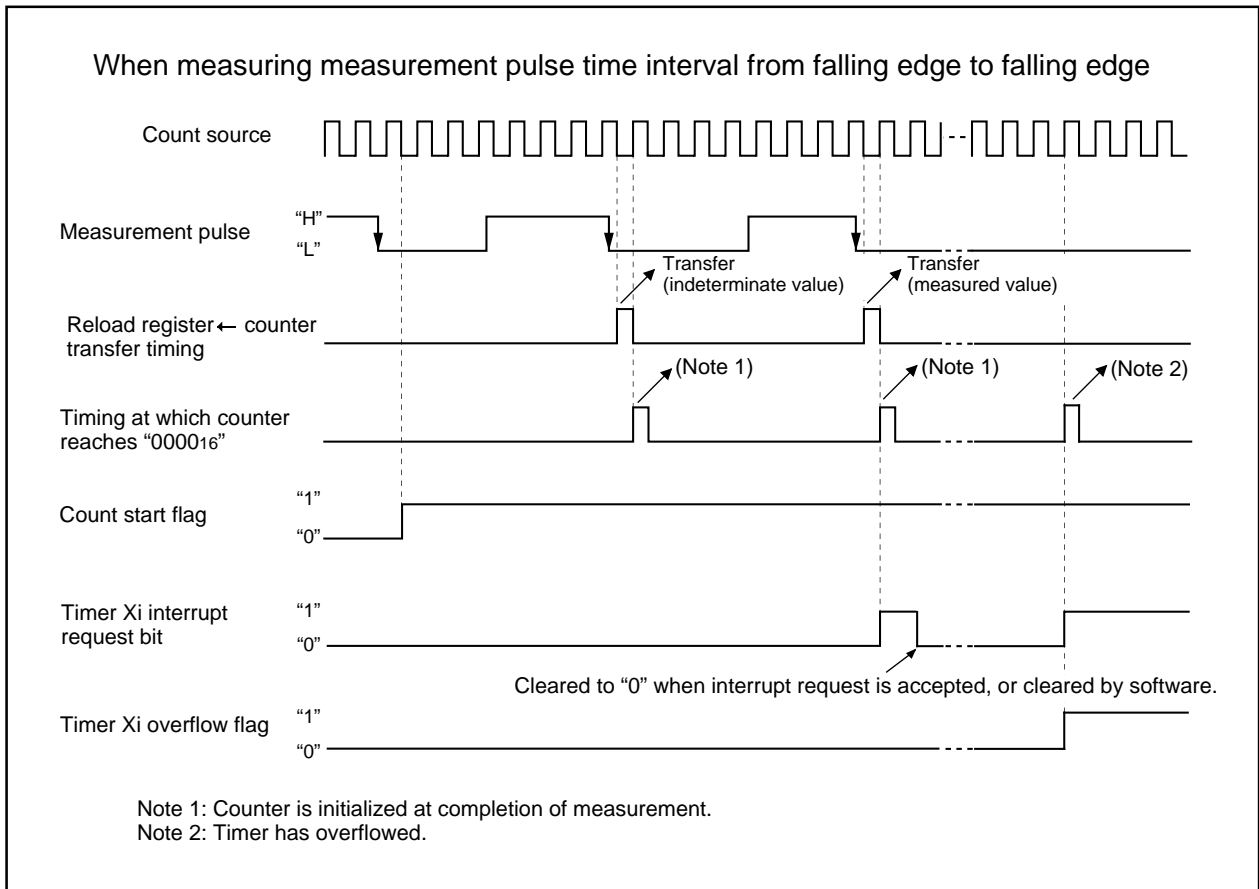 When measuring measurement pulse time interval from falling edge to falling edge
Count source
Measurement pulse
“H”
“L”
Transfer
(indeterminate value)
Transfer
(measured value)
Reload register ← counter
transfer timing
(Note 1)
(Note 1)
(Note 2)
Timing at which counter
reaches “000016”
Count start flag
“1”
“0”
Timer Xi interrupt
request bit
“1”
“0”
Cleared to “0” when interrupt request is accepted, or cleared by software.
Timer Xi overflow flag
“1”
“0”
Note 1: Counter is initialized at completion of measurement.
Note 2: Timer has overflowed.